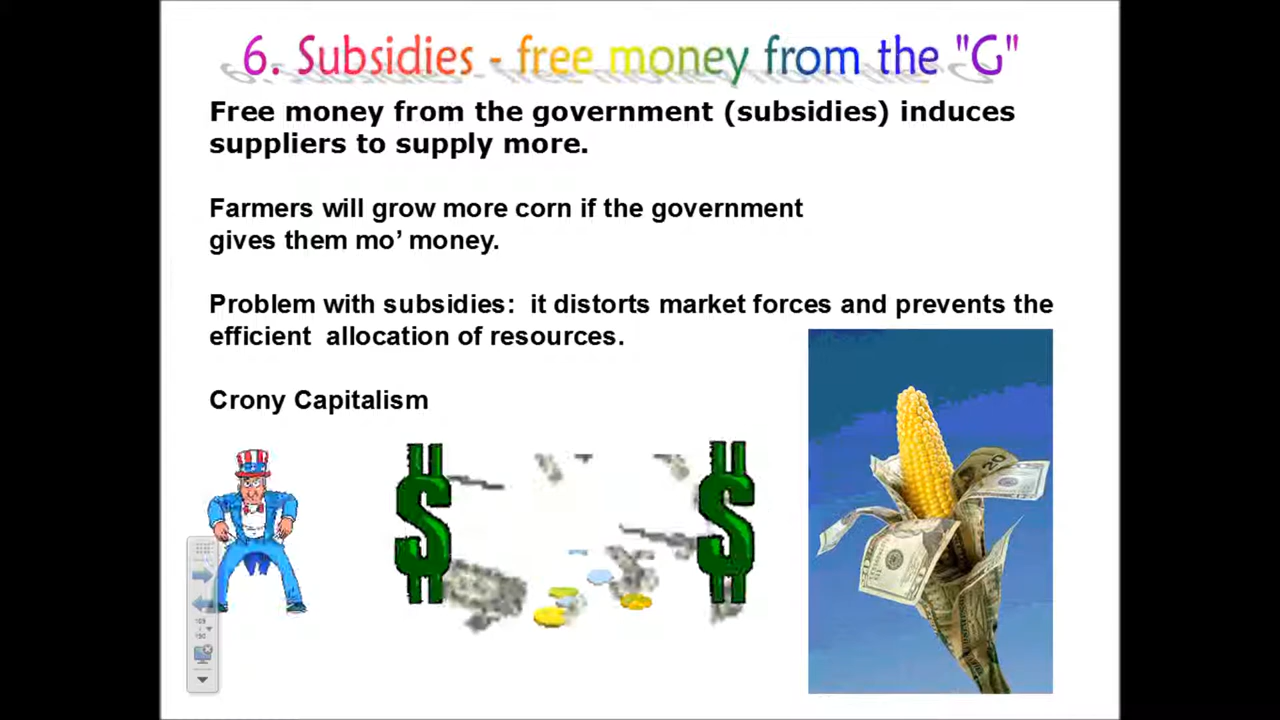 6. Subsidies - free money from the "G"
Free money from the government (subsidies) induces
suppliers to supply more.
Farmers will grow more corn if the government
gives them mo’ money.
Problem with subsidies:  it distorts market forces and prevents the
efficient  allocation of resources.
Crony Capitalism
$ $
20